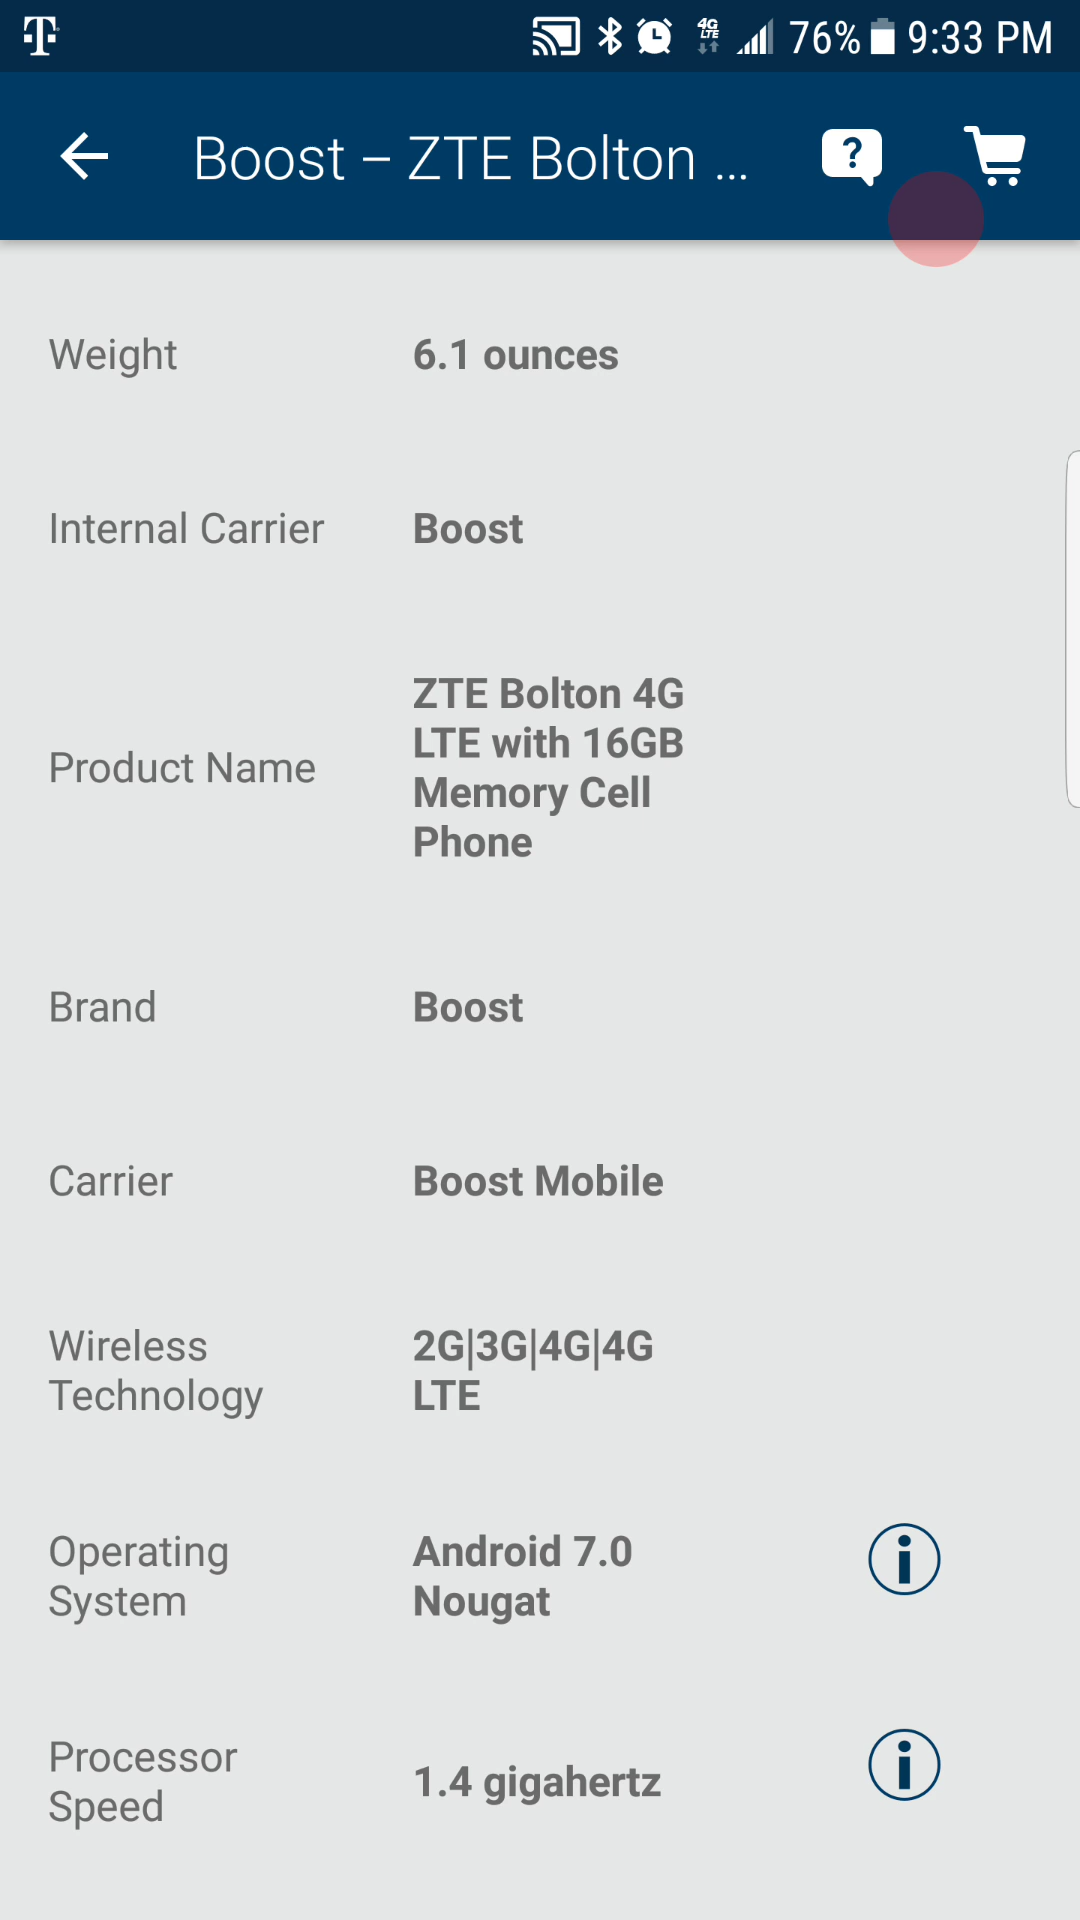 T
4G LTE 76% 9:33 PM
Boost – ZTE Bolton ...
?
Weight 6.1 ounces
Internal Carrier Boost
Product Name ZTE Bolton 4G
LTE with 16GB
Memory Cell
Phone
Brand Boost
Carrier Boost Mobile
Wireless Technology 2G|3G|4G|4G
LTE
Operating System Android 7.0
Nougat
i
Processor Speed 1.4 gigahertz
i